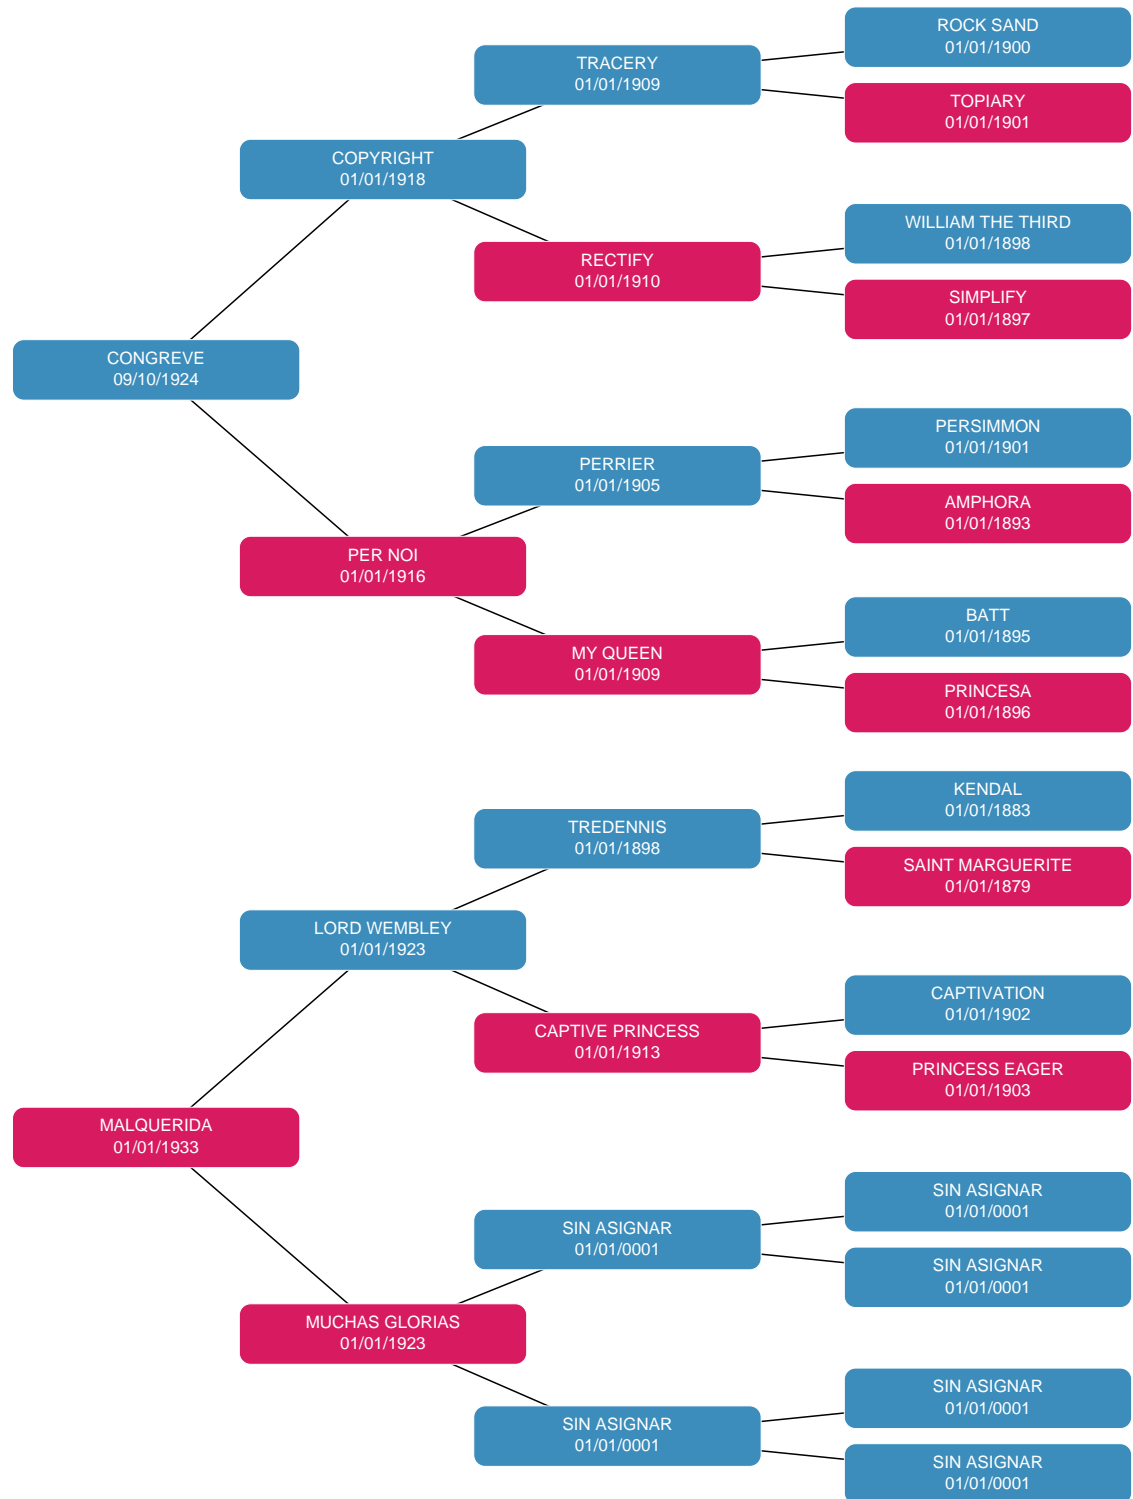 ROCK SAND
01/01/1900
TRACERY
01/01/1909
TOPIARY
01/01/1901
COPYRIGHT
01/01/1918
WILLIAM THE THIRD
01/01/1898
RECTIFY
01/01/1910
SIMPLIFY
01/01/1897
CONGREVE
09/10/1924
PERSIMMON
01/01/1901
PERRIER
01/01/1905
AMPHORA
01/01/1893
PER NOI
01/01/1916
BATT
01/01/1895
MY QUEEN
01/01/1909
PRINCESA
01/01/1896
KENDAL
01/01/1883
TREDENNIS
01/01/1898
SAINT MARGUERITE
01/01/1879
LORD WEMBLEY
01/01/1923
CAPTIVATION
01/01/1902
CAPTIVE PRINCESS
01/01/1913
PRINCESS EAGER
01/01/1903
MALQUERIDA
01/01/1933
SIN ASIGNAR
01/01/0001
SIN ASIGNAR
01/01/0001
SIN ASIGNAR
01/01/0001
MUCHAS GLORIAS
01/01/1923
SIN ASIGNAR
01/01/0001
SIN ASIGNAR
01/01/0001
SIN ASIGNAR
01/01/0001